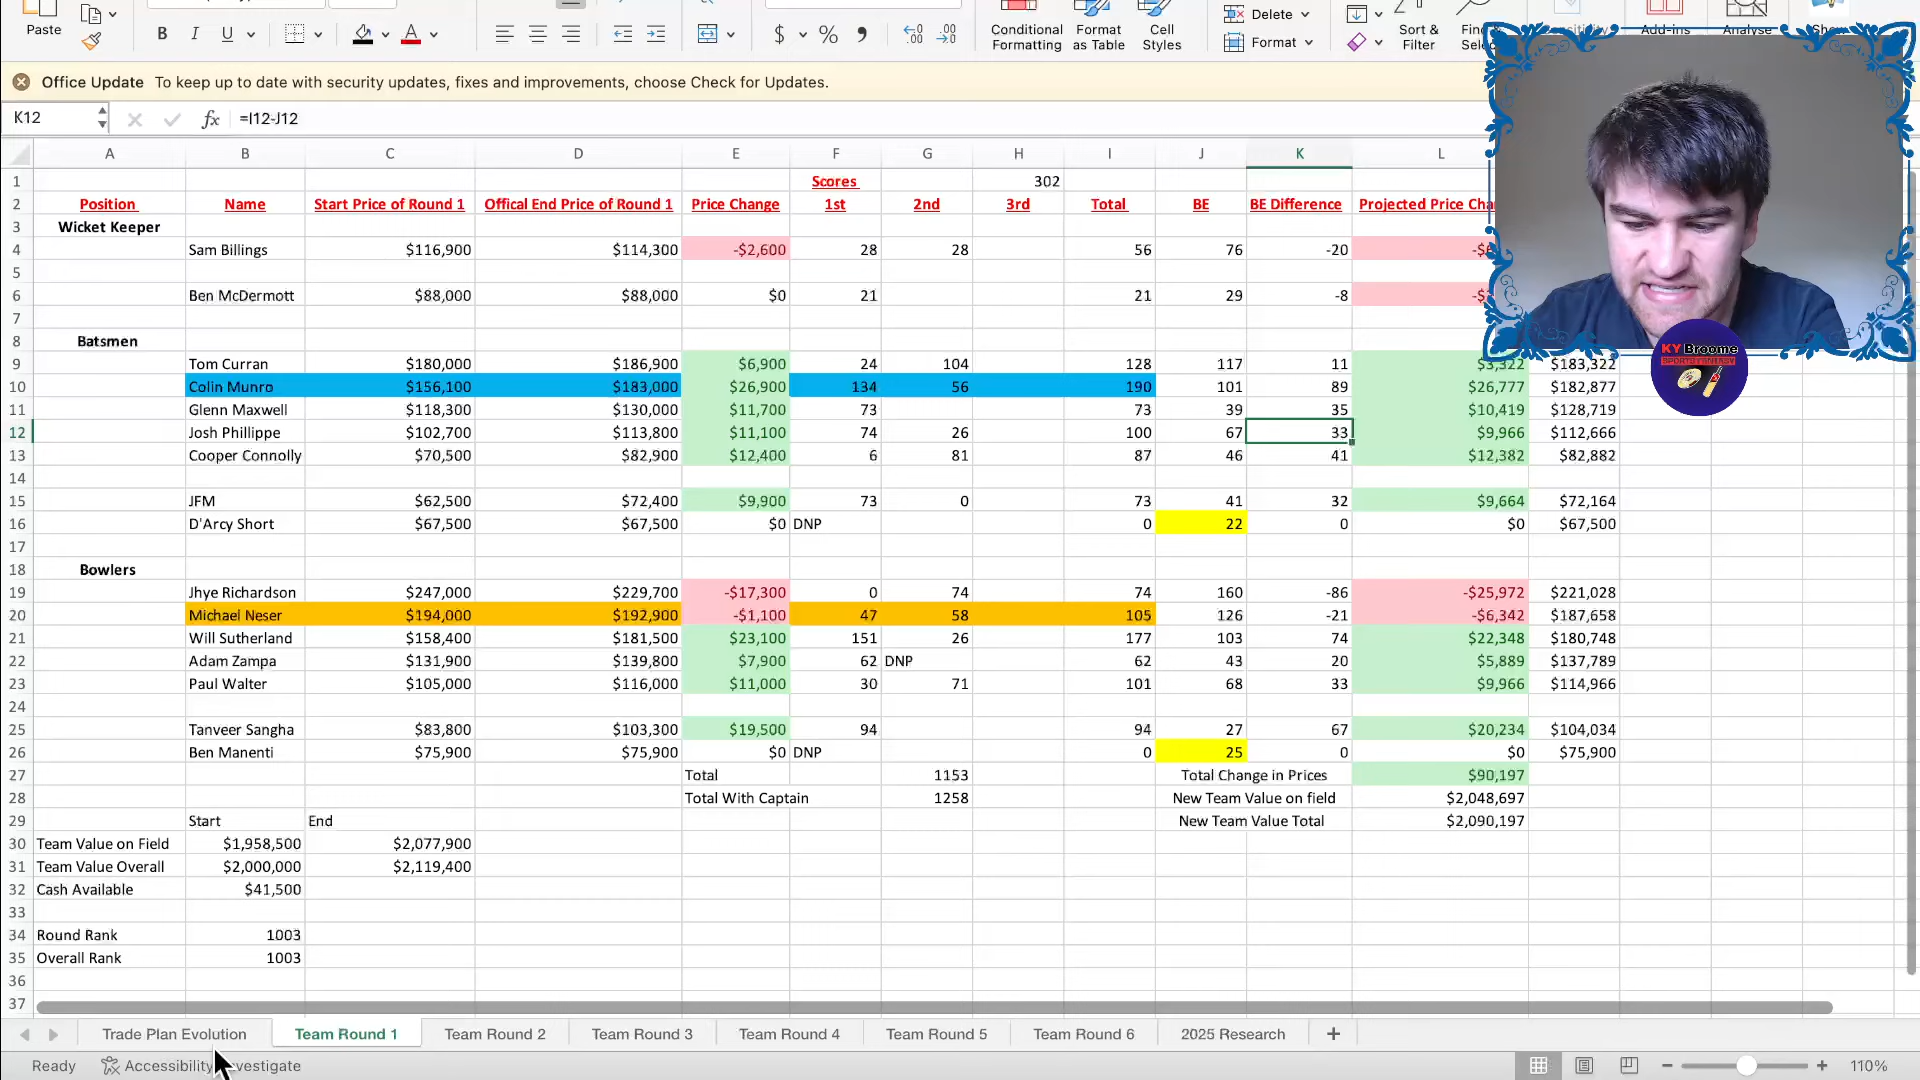 Paste B I U A $ % Conditional Formatting Format as Table Cell Styles Delete Format Sort & Filter Add-ins
Office Update To keep up to date with security updates, fixes and improvements, choose Check for Updates.
K12 fx =I12-J12
A B C D E F G H I J K L
1 Scores 302
2 Position Name Start Price of Round 1 Offical End Price of Round 1 Price Change 1st 2nd 3rd Total BE BE Difference Projected Price
3 Wicket Keeper
4 Sam Billings $116,900 $114,300 -$2,600 28 28 56 76 -20
5
6 Ben McDermott $88,000 $88,000 $0 21 21 29 -8
7
8 Batsmen
9 Tom Curran $180,000 $186,900 $6,900 24 104 128 117 11 $3,322 $183,322
10 Colin Munro $156,100 $183,000 $26,900 134 56 190 101 89 $26,777 $182,877
11 Glenn Maxwell $118,300 $130,000 $11,700 73 73 39 35 $10,419 $128,719
12 Josh Phillippe $102,700 $113,800 $11,100 74 26 100 67 33 $9,966 $112,666
13 Cooper Connolly $70,500 $82,900 $12,400 6 81 87 46 41 $12,382 $82,882
14
15 JFM $62,500 $72,400 $9,900 73 0 73 41 32 $9,664 $72,164
16 D'Arcy Short $67,500 $67,500 $0 DNP 0 22 0 $0 $67,500
17
18 Bowlers
19 Jhye Richardson $247,000 $229,700 -$17,300 0 74 74 160 -86 -$25,972 $221,028
20 Michael Neser $194,000 $192,900 -$1,100 47 58 105 126 -21 -$6,342 $187,658
21 Will Sutherland $158,400 $181,500 $23,100 151 26 177 103 74 $22,348 $180,748
22 Adam Zampa $131,900 $139,800 $7,900 62 DNP 62 43 20 $5,889 $137,789
23 Paul Walter $105,000 $116,000 $11,000 30 71 101 68 33 $9,966 $114,966
24
25 Tanveer Sangha $83,800 $103,300 $19,500 94 94 27 67 $20,234 $104,034
26 Ben Manenti $75,900 $75,900 $0 DNP 0 25 0 $0 $75,900
27 Total 1153 Total Change in Prices $90,197
28 Total With Captain 1258 New Team Value on field $2,048,697
29 Start End New Team Value Total $2,090,197
30 Team Value on Field $1,958,500 $2,077,900
31 Team Value Overall $2,000,000 $2,119,400
32 Cash Available $41,500
33
34 Round Rank 1003
35 Overall Rank 1003
36
37
KY Broome
Trade Plan Evolution Team Round 1 Team Round 2 Team Round 3 Team Round 4 Team Round 5 Team Round 6 2025 Research +
Ready Accessibility: 110%